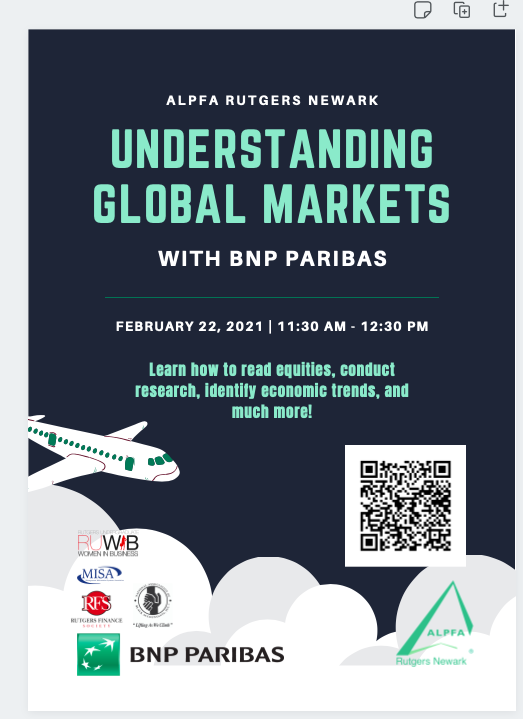 ALPFA RUTGERS NEWARK
UNDERSTANDING
GLOBAL MARKETS
WITH BNP PARIBAS
FEBRUARY 22, 2021 | 11:30 AM - 12:30 PM
Learn how to read equities, conduct
research, identify economic trends, and
much more!
RUWIB
WOMEN IN BUSINESS
MISA
RFS
RUTGERS FINANCE
SOCIETY
"Lifting As We Climb"
BNP PARIBAS
ALPFA
Rutgers Newark